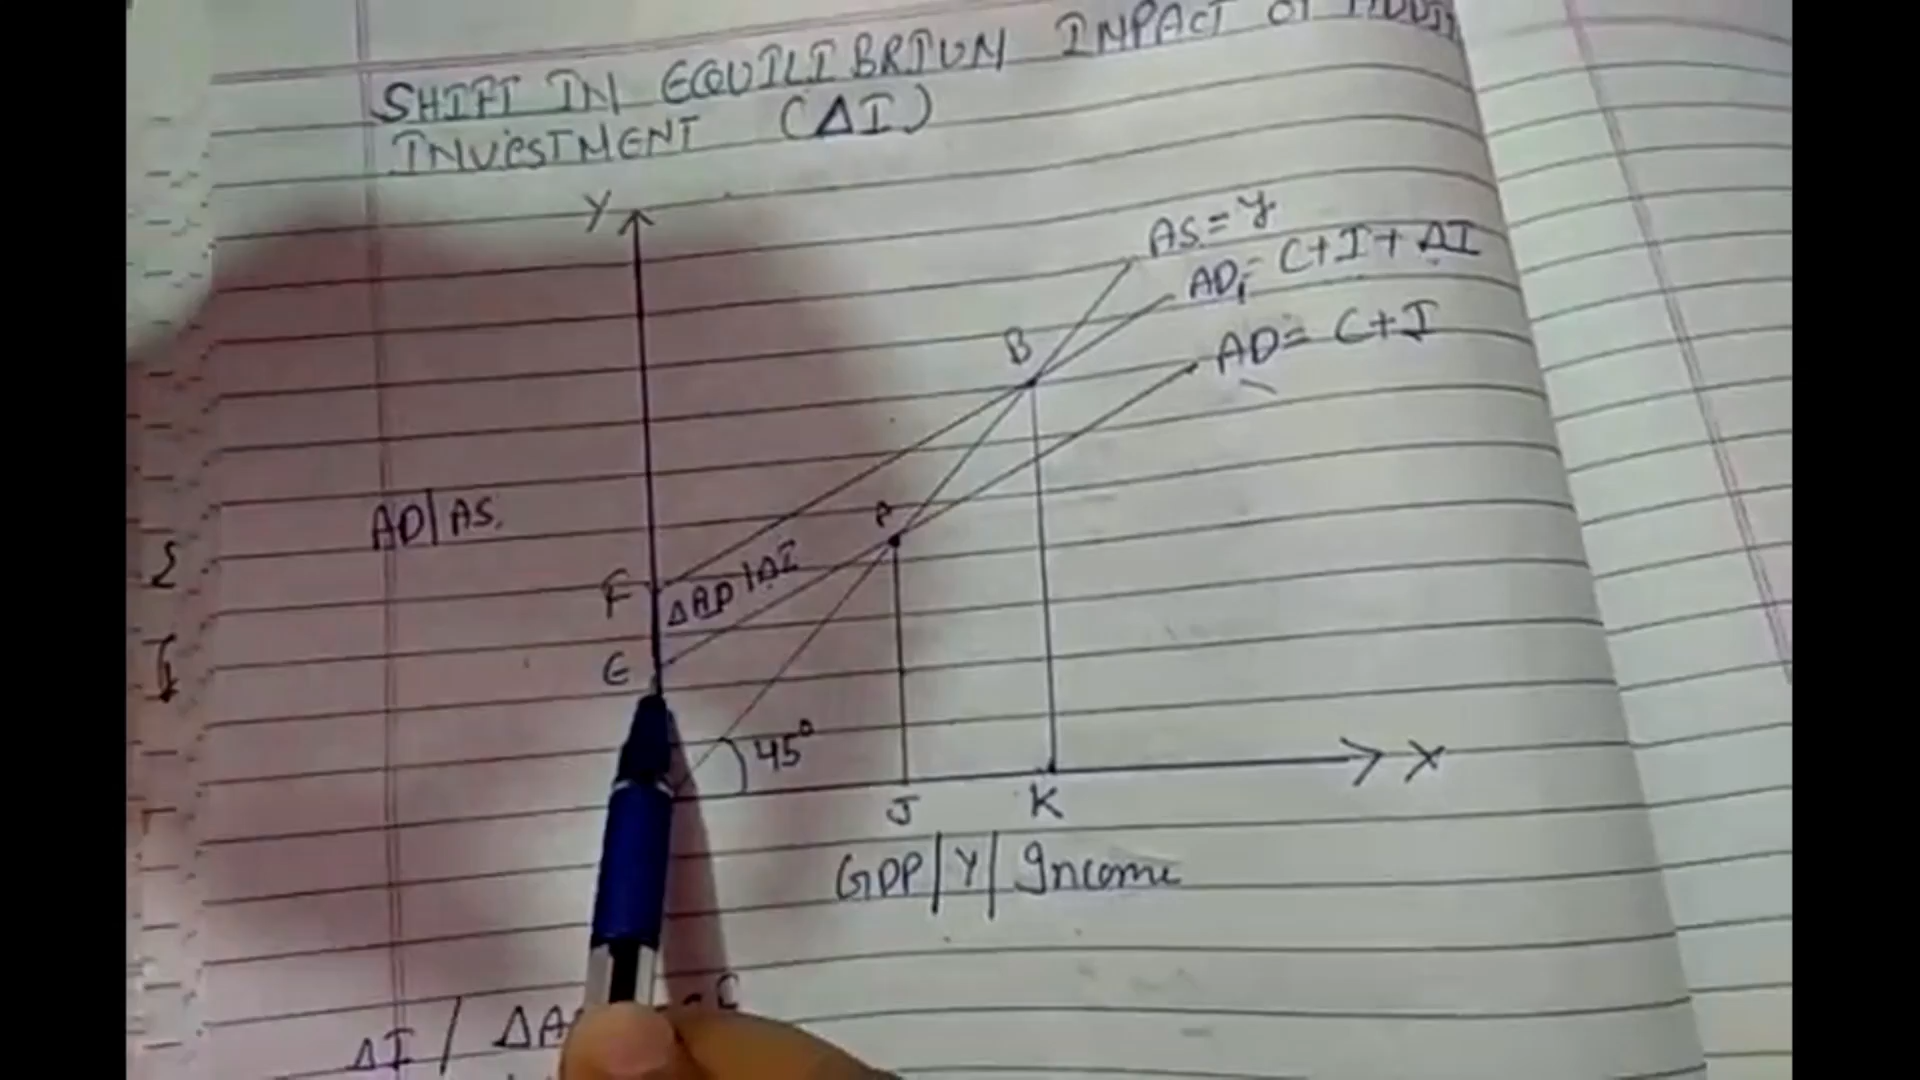 SHIFT IN EQUILIBRIUM IMPACT OF
INVESTMENT (ΔI)
Y
AS = y
AD₁ = C+I+ΔI
AD = C+I
B
A
AD|AS.
F
ΔAD|ΔI
E
45°
X
J K
GDP|Y|Income
ΔI /